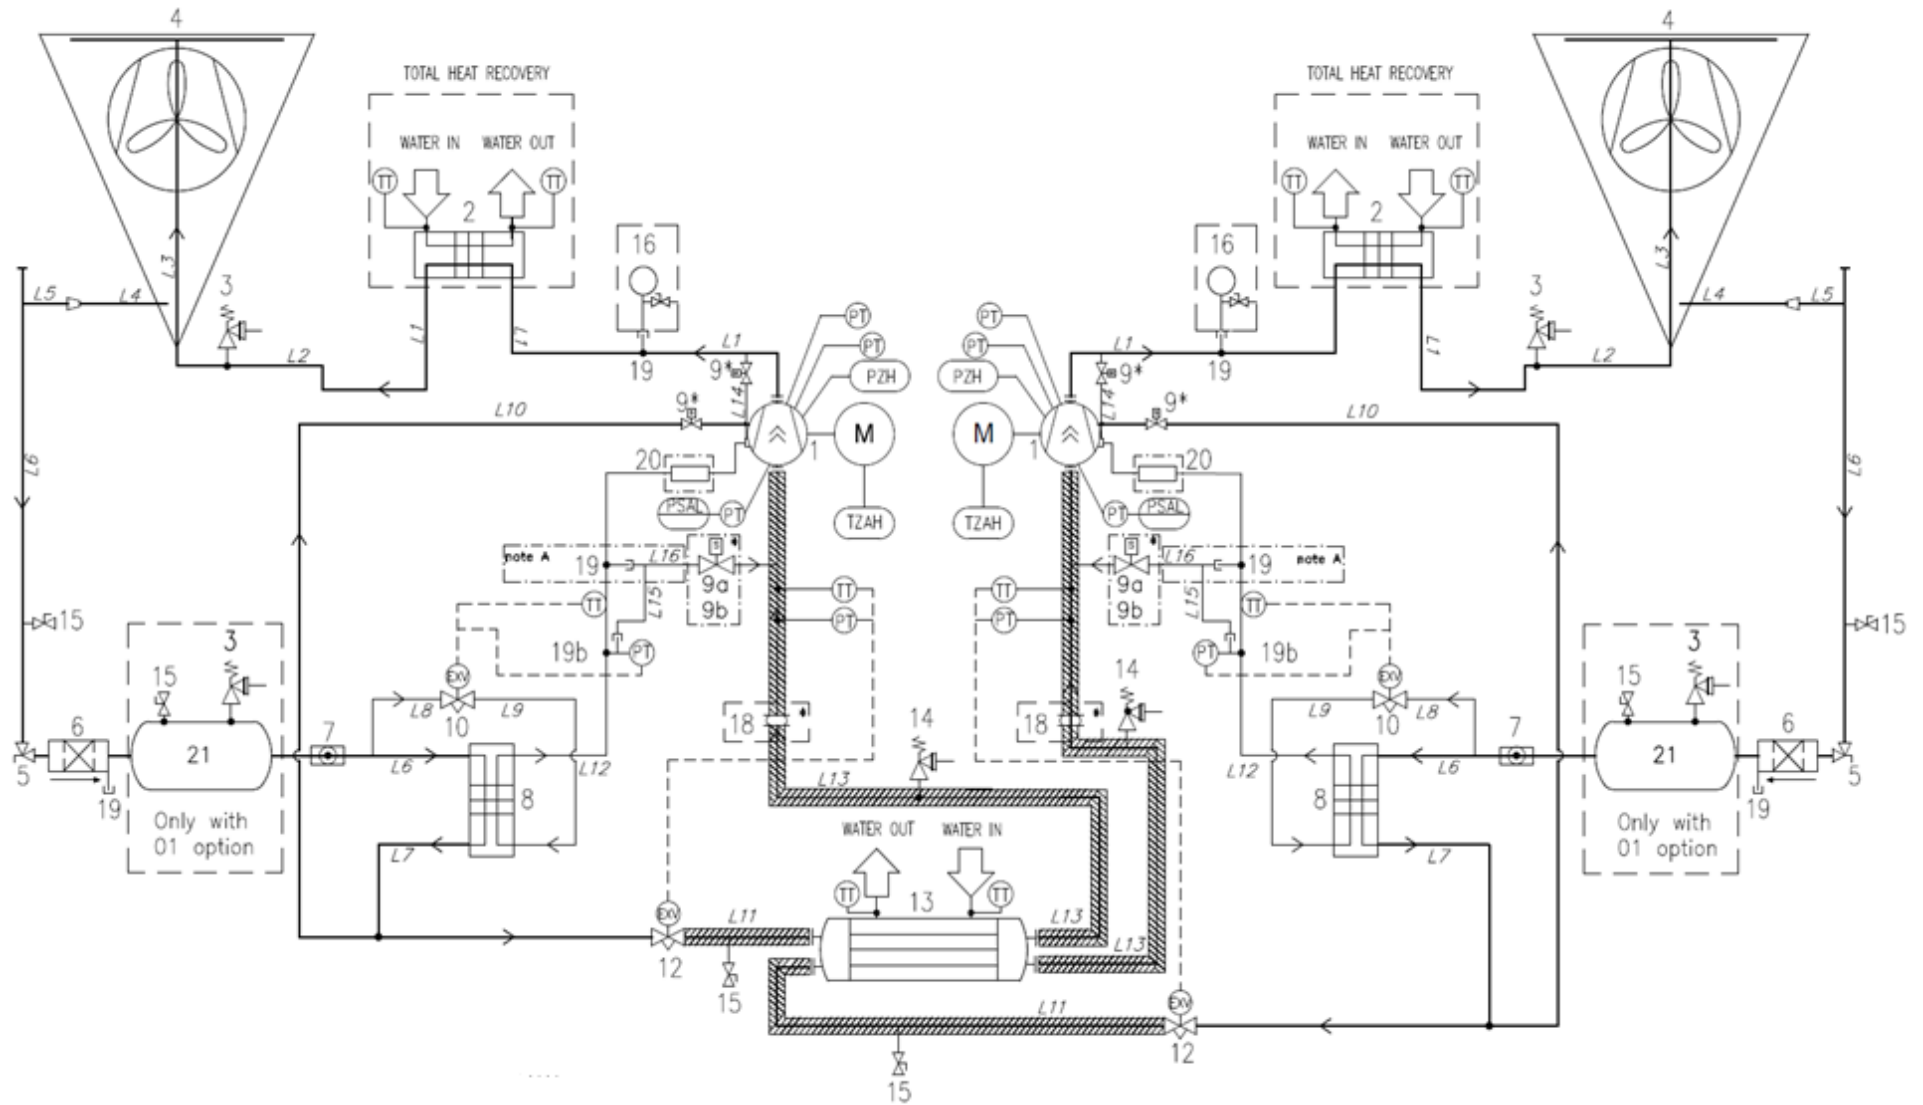 4 4
TOTAL HEAT RECOVERY TOTAL HEAT RECOVERY
WATER IN WATER OUT WATER IN WATER OUT
TT TT TT TT
2 2
16 16
L3 L3
3 3
L5 L4 L4 L5
PT PT
L1 L1 L1 L1 L1 L1
PT PT
L2 L2
19 19
9* 9*
PZH PZH
L14 L14
L10 9* 9* L10
M M
1 1
L6 20 20 L6
PSAL PT PT PSAL
TZAH TZAH
note A 19 L16 S * S * L16 19 note A
9a 9a
TT L15 TT TT L15 TT
9b 9b
15 PT PT 15
3 19b PT PT 19b 3
15 EXV 14 EXV 15
L8 L9 L9 L8
6 7 10 18 * 14 18 * 10 7 6
21 21
L6 L12 L12 L6
5 5
19 8 L13 8 19
Only with Only with
01 option 01 option
WATER OUT WATER IN
L7 L7
TT 13 TT
EXV L11 L13
L13
12
15 EXV
L11
12
15